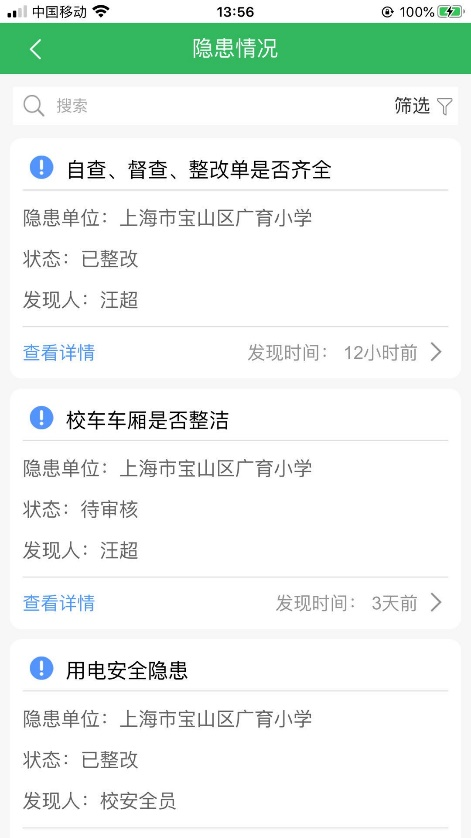 中国移动 13:56 100%
隐患情况
搜索 筛选
自查、督查、整改单是否齐全
隐患单位：上海市宝山区广育小学
状态：已整改
发现人：汪超
查看详情 发现时间： 12小时前
校车车厢是否整洁
隐患单位：上海市宝山区广育小学
状态：待审核
发现人：汪超
查看详情 发现时间： 3天前
用电安全隐患
隐患单位：上海市宝山区广育小学
状态：已整改
发现人：校安全员